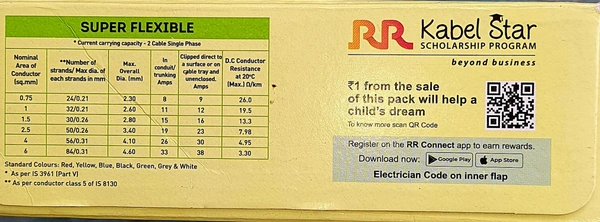 SUPER FLEXIBLE
* Current carrying capacity - 2 Cable Single Phase
Nominal Area of Conductor (sq.mm) **Number of strands/ Max dia. of each strands in mm Max. Overall Dia. (mm) In conduit/ trunking Amps Clipped direct to a surface or on cable tray and unenclosed. Amps D.C Conductor Resistance at 20°C (Max.) Ω/km
0.75 24/0.21 2.30 8 9 26.0
1 32/0.21 2.60 11 12 19.5
1.5 30/0.26 2.80 15 16 13.3
2.5 50/0.26 3.40 19 23 7.98
4 56/0.31 4.10 26 30 4.95
6 84/0.31 4.60 33 38 3.30
Standard Colours: Red, Yellow, Blue, Black, Green, Grey & White
* As per IS 3961 (Part V)
** As per conductor class 5 of IS 8130
RR Kabel Star
SCHOLARSHIP PROGRAM
beyond business
₹1 from the sale
of this pack will help a
child's dream
To know more scan QR Code
Register on the RR Connect app to earn rewards.
Download now: Google Play App Store
Electrician Code on inner flap